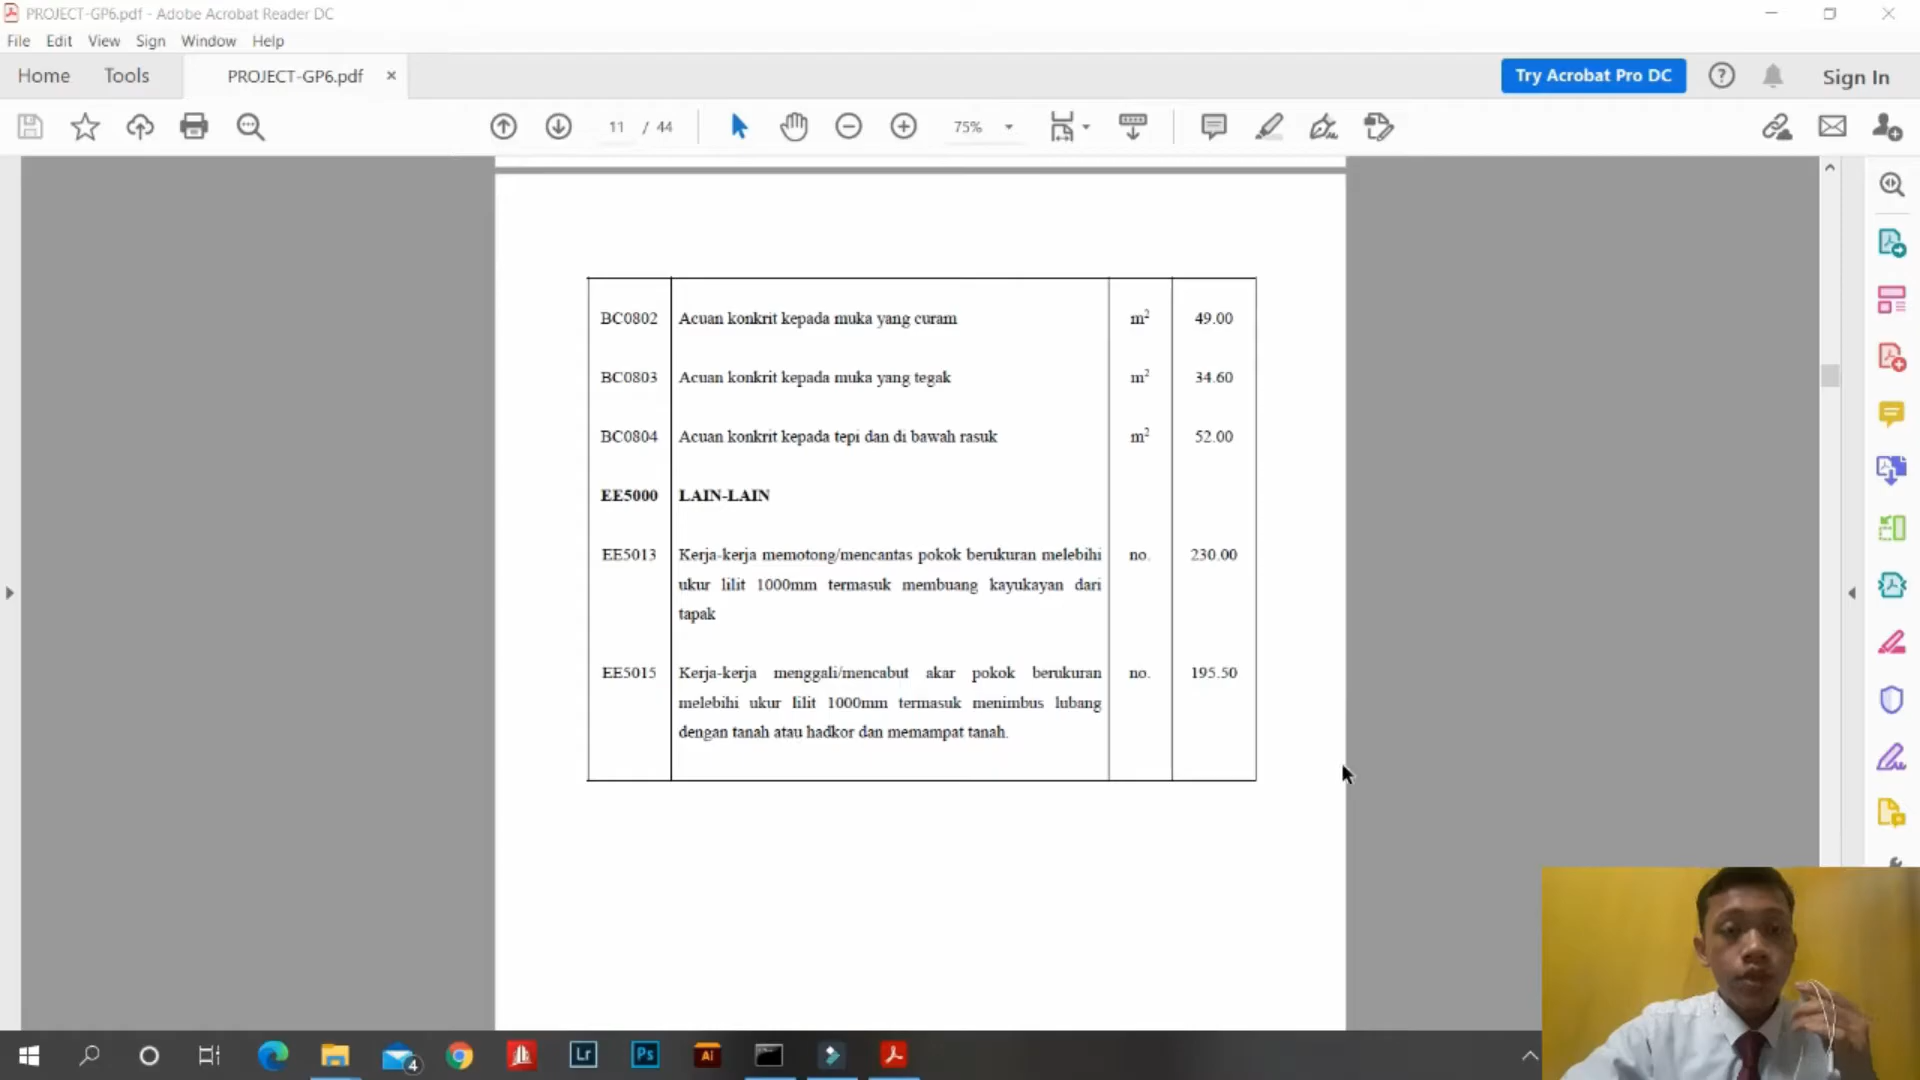 PROJECT-GP6.pdf - Adobe Acrobat Reader DC
File Edit View Sign Window Help
Home Tools PROJECT-GP6.pdf × Try Acrobat Pro DC ? Sign In
11 / 44 75%
BC0802 Acuan konkrit kepada muka yang curam m² 49.00
BC0803 Acuan konkrit kepada muka yang tegak m² 34.60
BC0804 Acuan konkrit kepada tepi dan di bawah rasuk m² 52.00
EE5000 LAIN-LAIN
EE5013 Kerja-kerja memotong/mencantas pokok berukuran melebihi no. 230.00
ukur lilit 1000mm termasuk membuang kayukayan dari
tapak
EE5015 Kerja-kerja menggali/mencabut akar pokok berukuran no. 195.50
melebihi ukur lilit 1000mm termasuk menimbus lubang
dengan tanah atau hadkor dan memampat tanah.
4 Lr Ps Ai